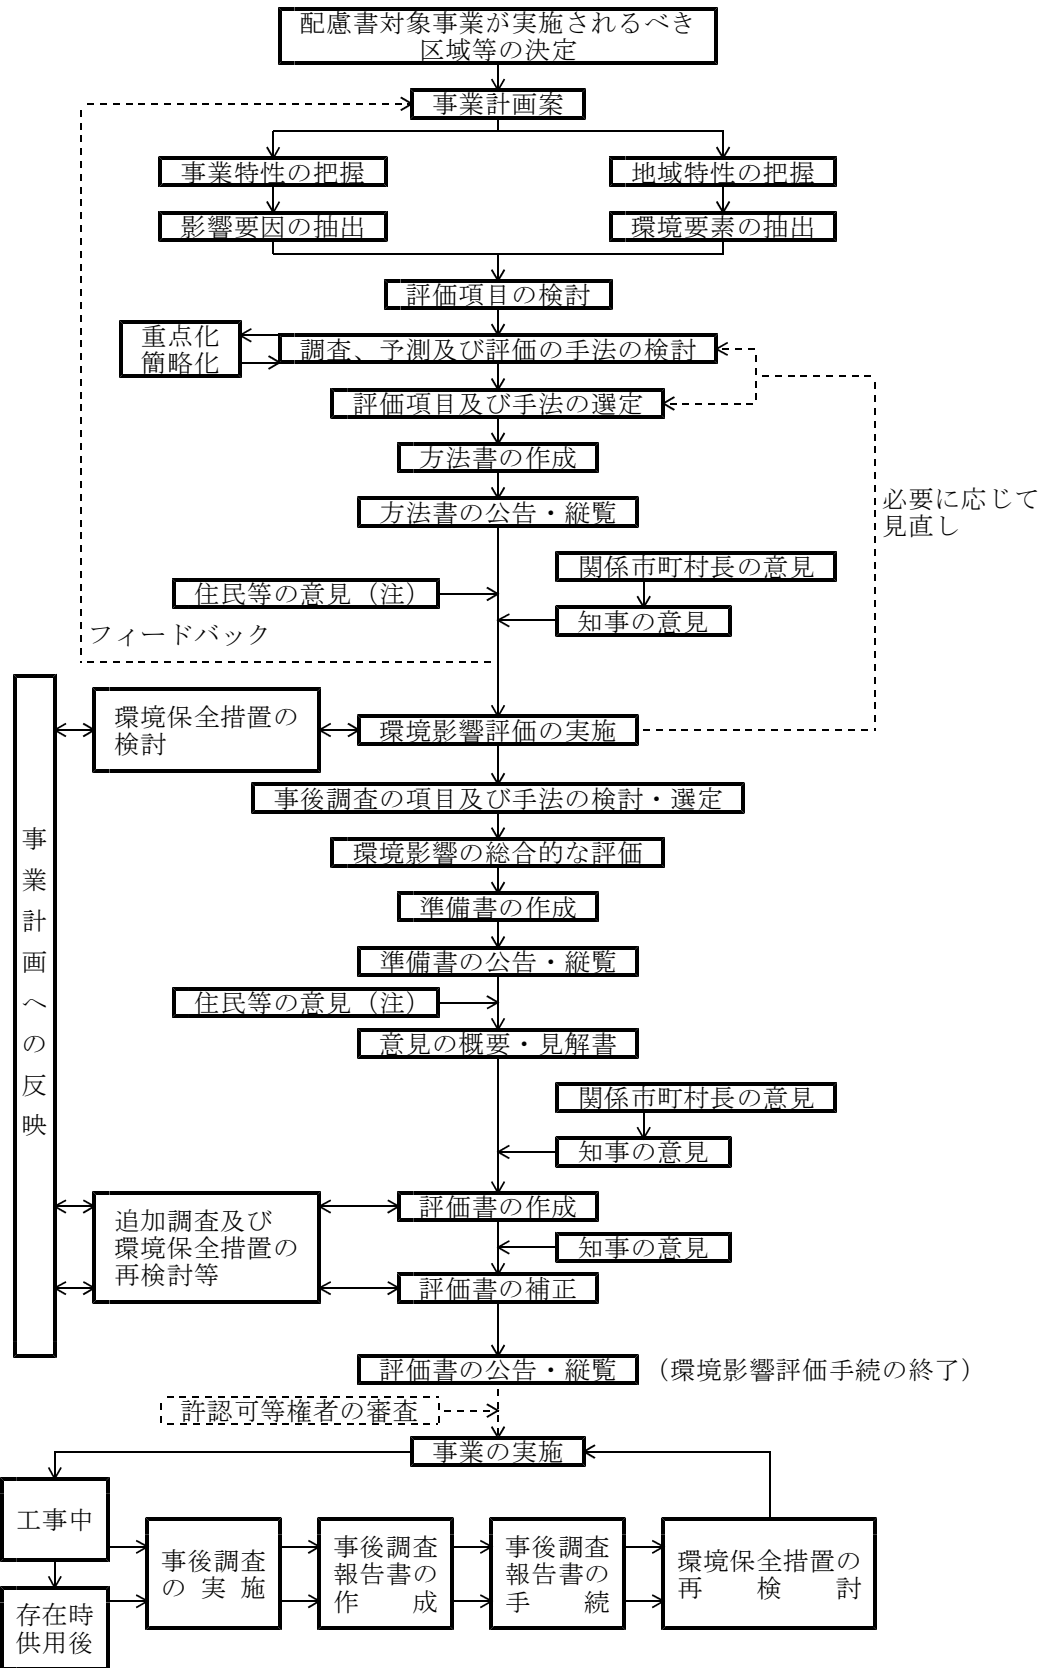 配慮書対象事業が実施されるべき
区域等の決定
事業計画案
事業特性の把握
地域特性の把握
影響要因の抽出
環境要素の抽出
評価項目の検討
重点化
簡略化
調査、予測及び評価の手法の検討
評価項目及び手法の選定
方法書の作成
方法書の公告・縦覧
必要に応じて
見直し
関係市町村長の意見
住民等の意見（注）
知事の意見
フィードバック
環境保全措置の
検討
環境影響評価の実施
事後調査の項目及び手法の検討・選定
環境影響の総合的な評価
事業計画への反映
準備書の作成
準備書の公告・縦覧
住民等の意見（注）
意見の概要・見解書
関係市町村長の意見
知事の意見
評価書の作成
追加調査及び
環境保全措置の
再検討等
知事の意見
評価書の補正
評価書の公告・縦覧
（環境影響評価手続の終了）
許認可等権者の審査
事業の実施
工事中
存在時
供用後
事後調査
の実施
事後調査
報告書の
作成
事後調査
報告書の
手続
環境保全措置の
再検討